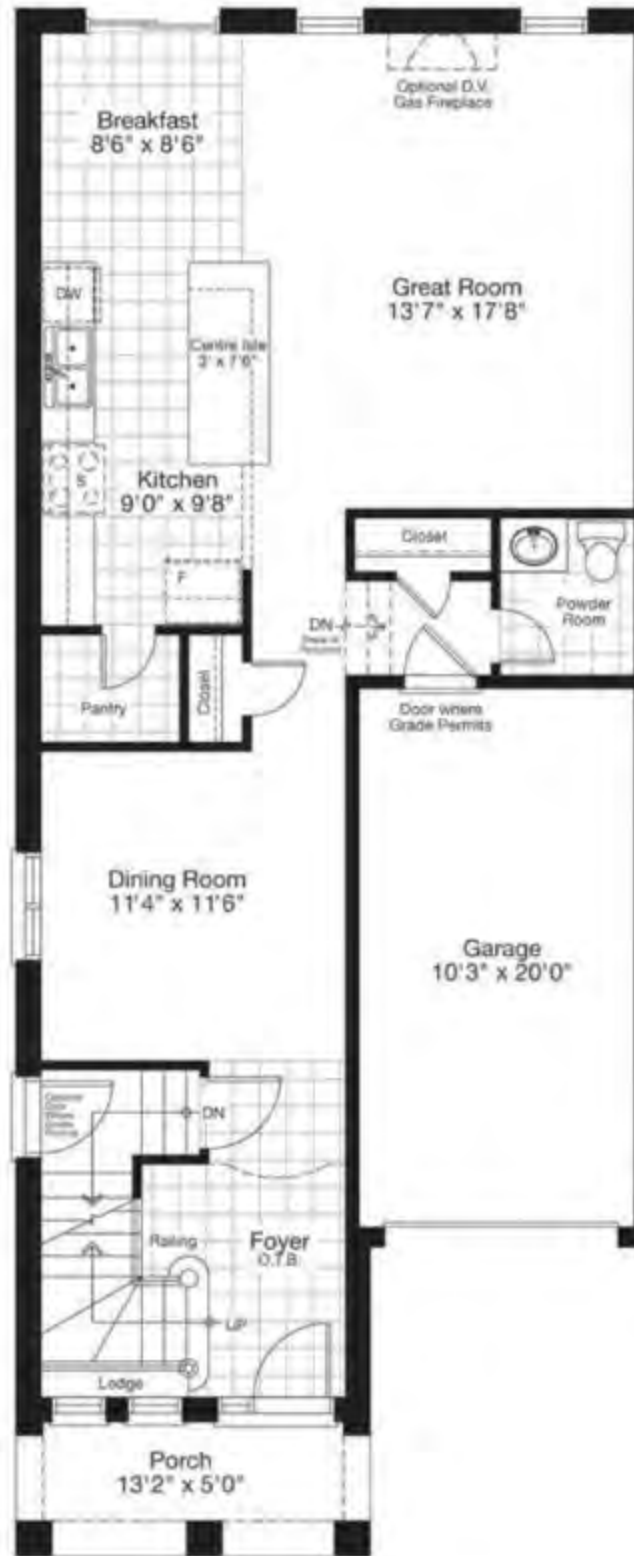 Optional D.V.
Gas Fireplace
Breakfast
8'6" x 8'6"
Great Room
13'7" x 17'8"
DW
Centre Isle
3' x 7'6"
Kitchen
9'0" x 9'8"
S
F
Closet
Powder
Room
DN
Pantry
Closet
Door where
Grade Permits
Dining Room
11'4" x 11'6"
Garage
10'3" x 20'0"
DN
Railing
Foyer
O.T.B.
UP
Lodge
Porch
13'2" x 5'0"